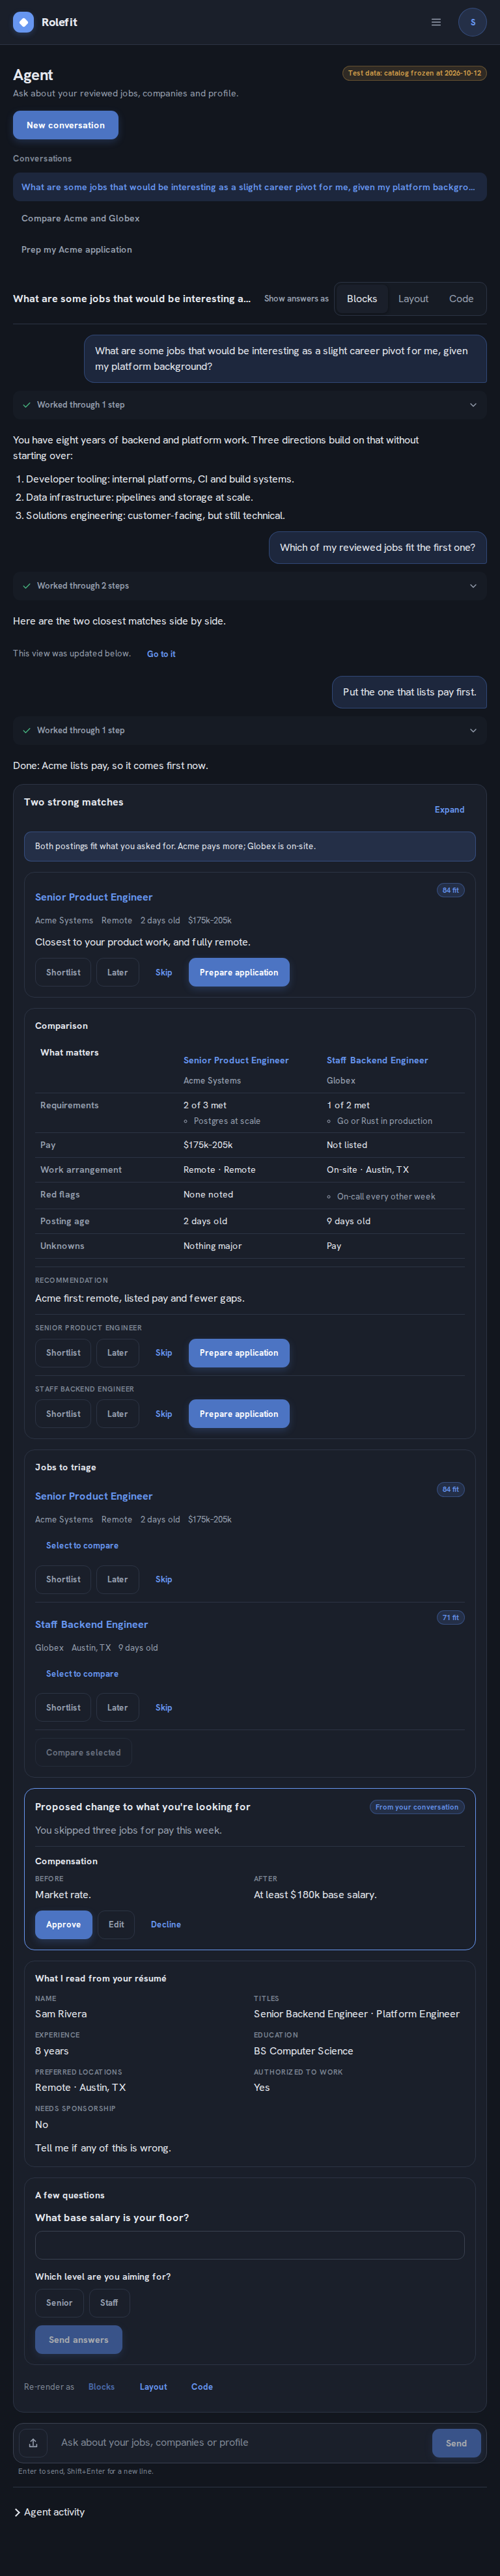 Rolefit
S
Agent
Test data: catalog frozen at 2026-10-12
Ask about your reviewed jobs, companies and profile.
New conversation
Conversations
What are some jobs that would be interesting as a slight career pivot for me, given my platform backgro...
Compare Acme and Globex
Prep my Acme application
What are some jobs that would be interesting a...
Show answers as
Blocks
Layout
Code
What are some jobs that would be interesting as a slight career pivot for me, given
my platform background?
Worked through 1 step
You have eight years of backend and platform work. Three directions build on that without
starting over:
1. Developer tooling: internal platforms, CI and build systems.
2. Data infrastructure: pipelines and storage at scale.
3. Solutions engineering: customer-facing, but still technical.
Which of my reviewed jobs fit the first one?
Worked through 2 steps
Here are the two closest matches side by side.
This view was updated below. Go to it
Put the one that lists pay first.
Worked through 1 step
Done: Acme lists pay, so it comes first now.
Two strong matches
Expand
Both postings fit what you asked for. Acme pays more; Globex is on-site.
Senior Product Engineer
84 fit
Acme Systems Remote 2 days old $175k-205k
Closest to your product work, and fully remote.
Shortlist Later Skip Prepare application
Comparison
What matters
Senior Product Engineer Staff Backend Engineer
Acme Systems Globex
Requirements 2 of 3 met 1 of 2 met
Postgres at scale Go or Rust in production
Pay $175k-205k Not listed
Work arrangement Remote · Remote On-site · Austin, TX
Red flags None noted On-call every other week
Posting age 2 days old 9 days old
Unknowns Nothing major Pay
RECOMMENDATION
Acme first: remote, listed pay and fewer gaps.
SENIOR PRODUCT ENGINEER
Shortlist Later Skip Prepare application
STAFF BACKEND ENGINEER
Shortlist Later Skip Prepare application
Jobs to triage
Senior Product Engineer
84 fit
Acme Systems Remote 2 days old $175k-205k
Select to compare
Shortlist Later Skip
Staff Backend Engineer
71 fit
Globex Austin, TX 9 days old
Select to compare
Shortlist Later Skip
Compare selected
Proposed change to what you're looking for
From your conversation
You skipped three jobs for pay this week.
Compensation
BEFORE AFTER
Market rate. At least $180k base salary.
Approve Edit Decline
What I read from your résumé
NAME TITLES
Sam Rivera Senior Backend Engineer · Platform Engineer
EXPERIENCE EDUCATION
8 years BS Computer Science
PREFERRED LOCATIONS AUTHORIZED TO WORK
Remote · Austin, TX Yes
NEEDS SPONSORSHIP
No
Tell me if any of this is wrong.
A few questions
What base salary is your floor?
Which level are you aiming for?
Senior Staff
Send answers
Re-render as Blocks Layout Code
Ask about your jobs, companies or profile
Send
Enter to send, Shift+Enter for a new line.
Agent activity